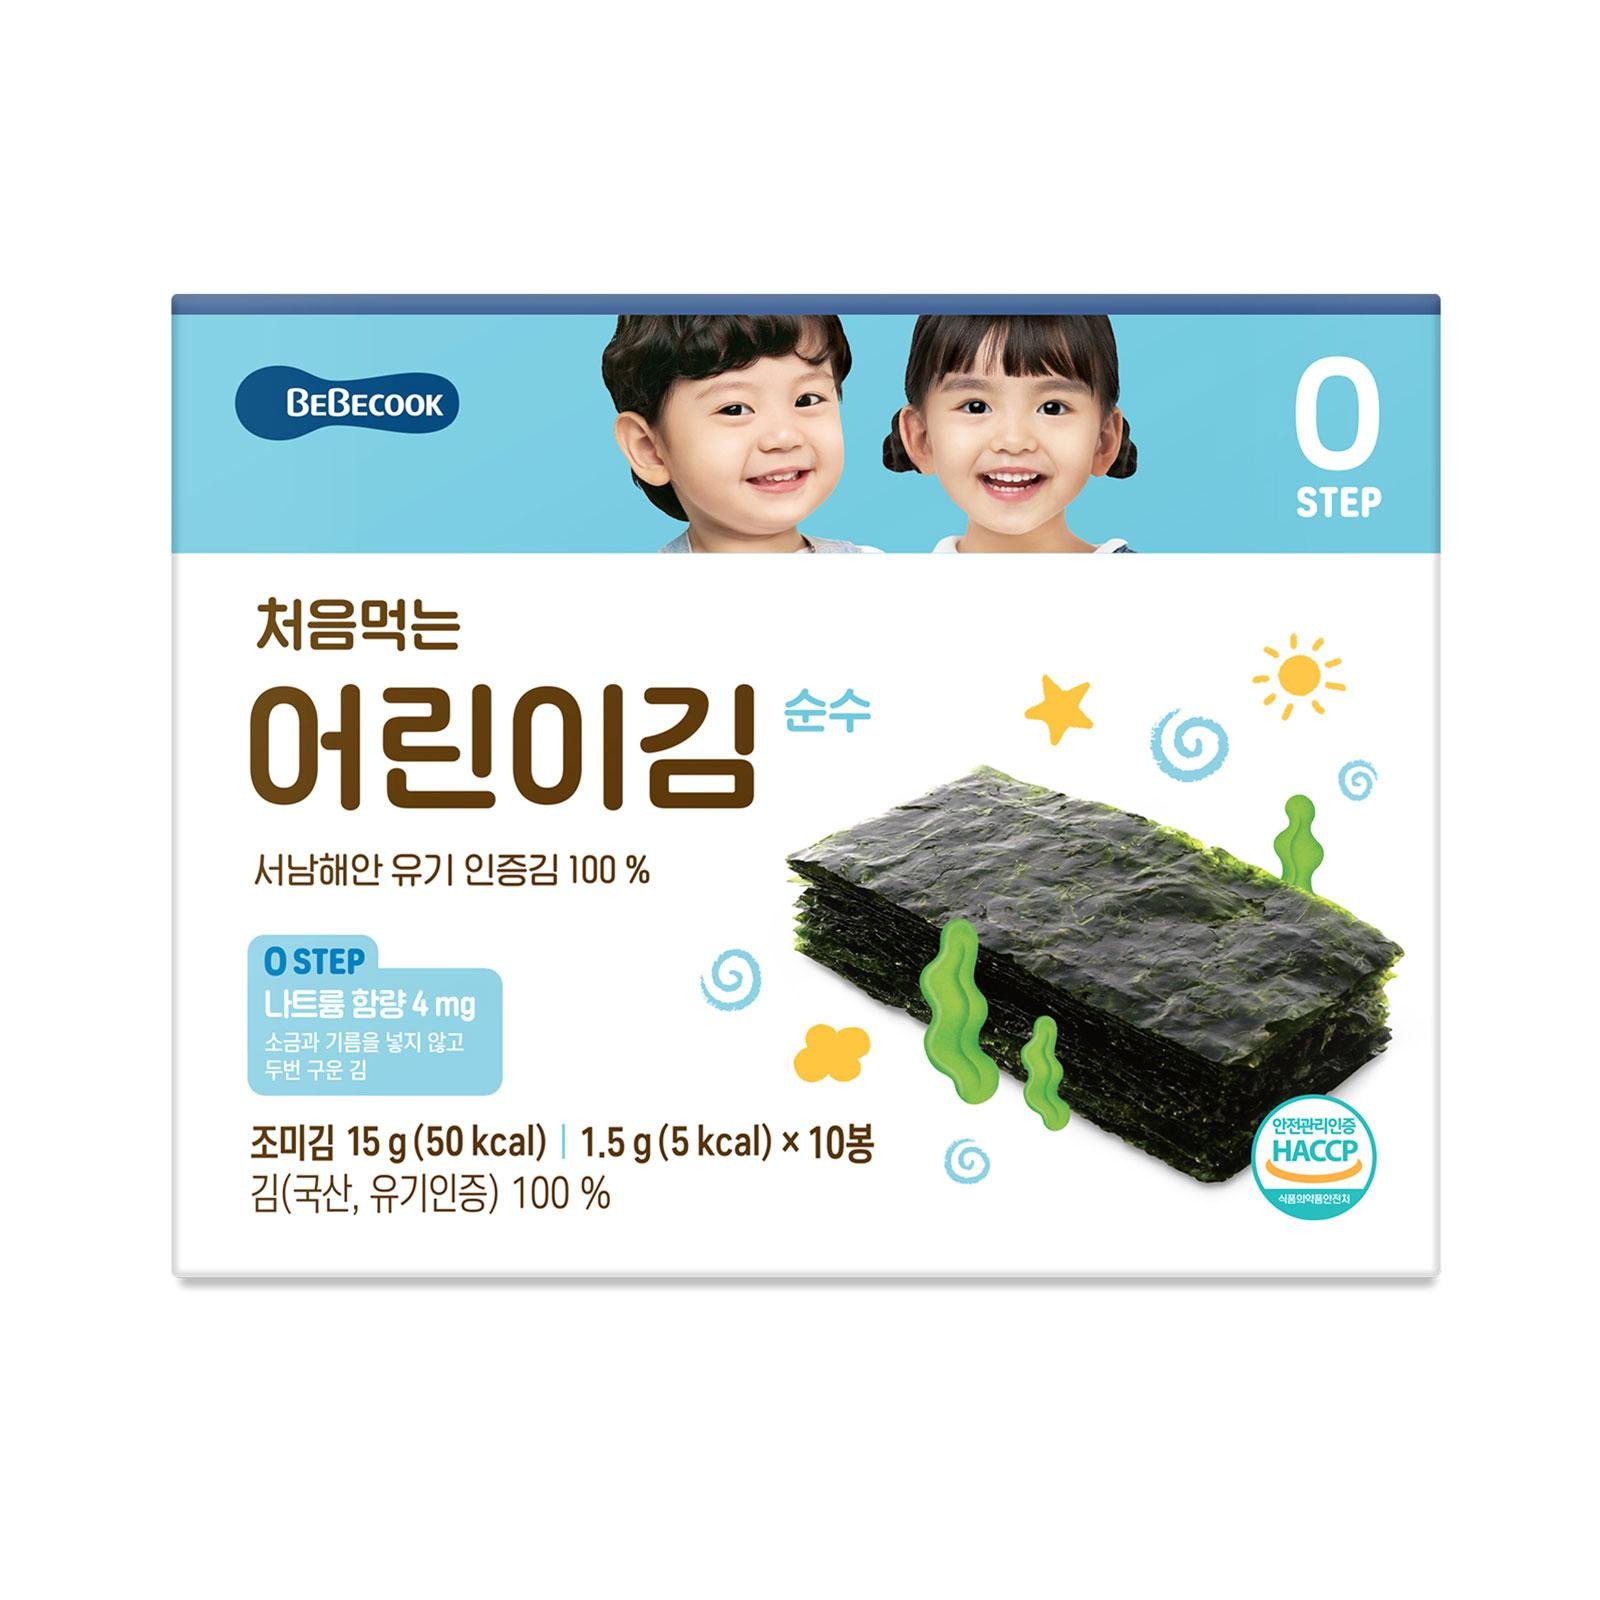 BEBECOOK
0
STEP
처음먹는
어린이김 순수
서남해안 유기 인증김 100 %
0 STEP
나트륨 함량 4 mg
소금과 기름을 넣지 않고
두번 구운 김
조미김 15 g (50 kcal) | 1.5 g (5 kcal) × 10봉
김(국산, 유기인증) 100 %
안전관리인증
HACCP
식품의약품안전처